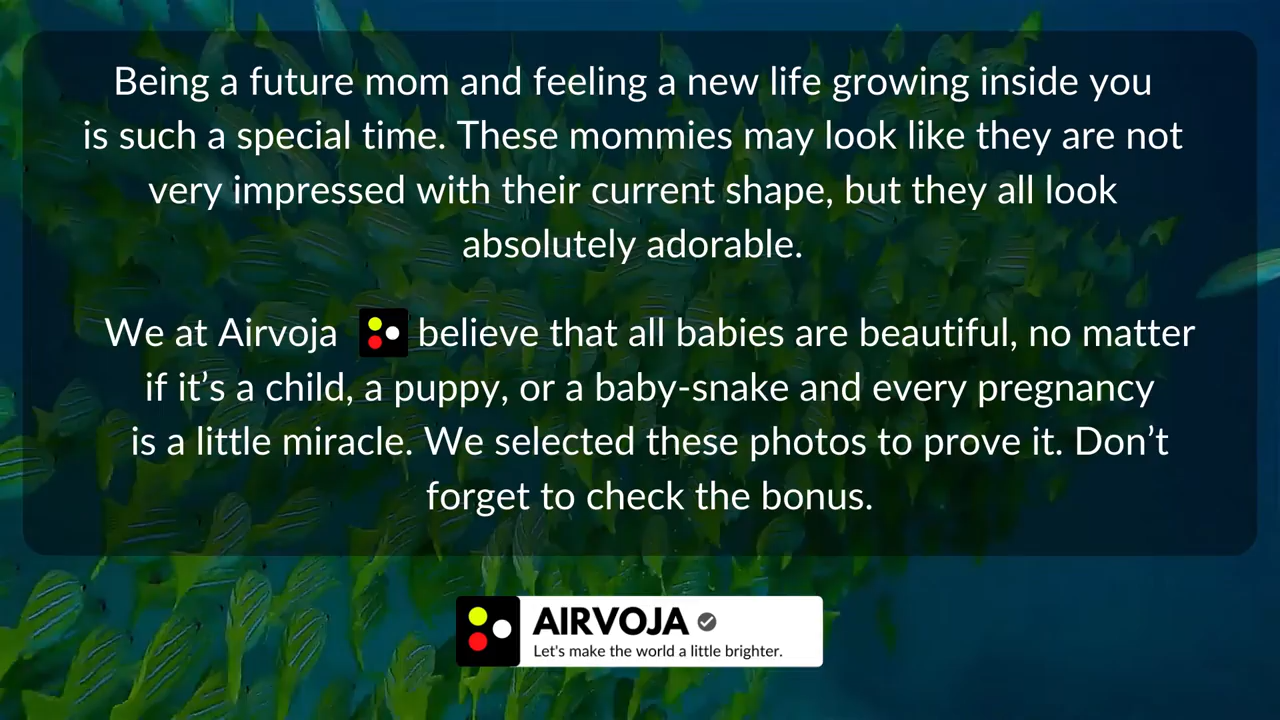 Being a future mom and feeling a new life growing inside you
is such a special time. These mommies may look like they are not
very impressed with their current shape, but they all look
absolutely adorable.
We at Airvoja believe that all babies are beautiful, no matter
if it’s a child, a puppy, or a baby-snake and every pregnancy
is a little miracle. We selected these photos to prove it. Don’t
forget to check the bonus.
AIRVOJA
Let's make the world a little brighter.